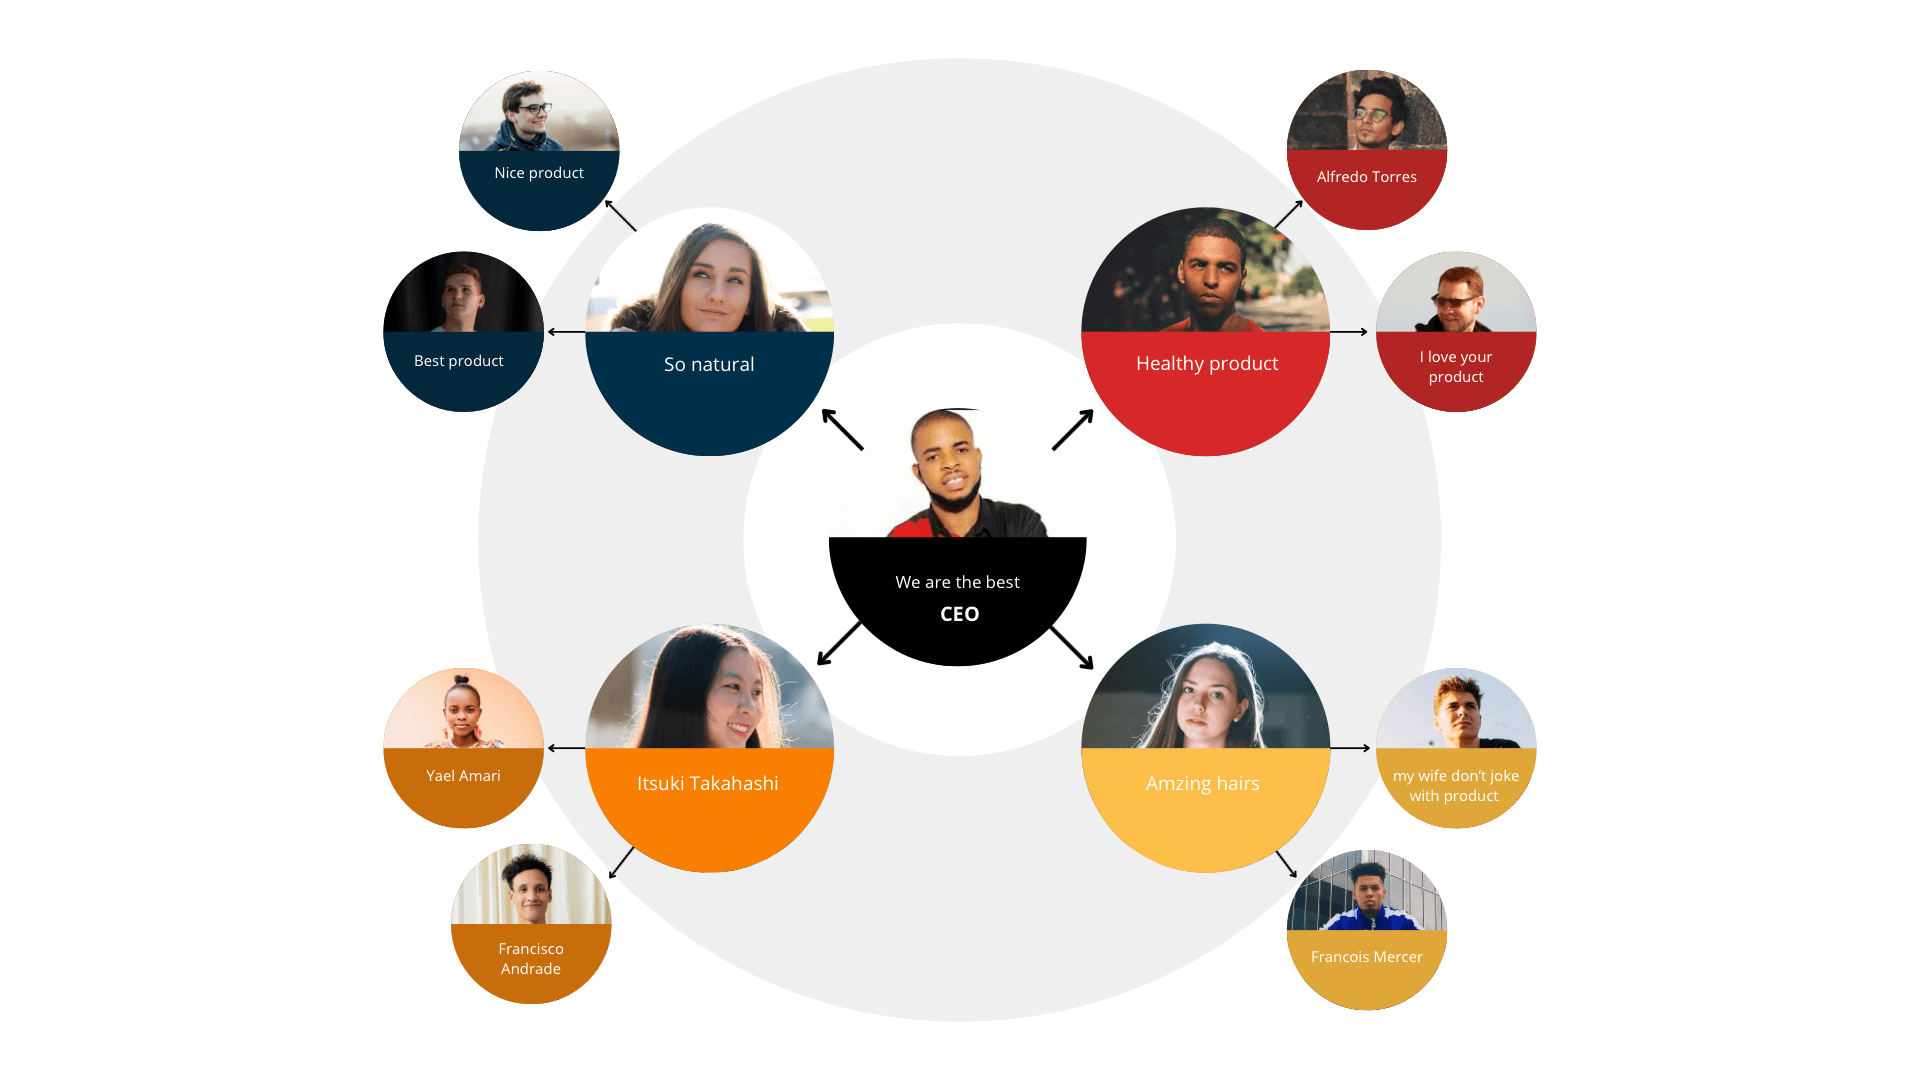 Nice product
Alfredo Torres
Best product
So natural
Healthy product
I love your
product
We are the best
CEO
Yael Amari
Itsuki Takahashi
Amzing hairs
my wife don't joke
with product
Francisco
Andrade
Francois Mercer